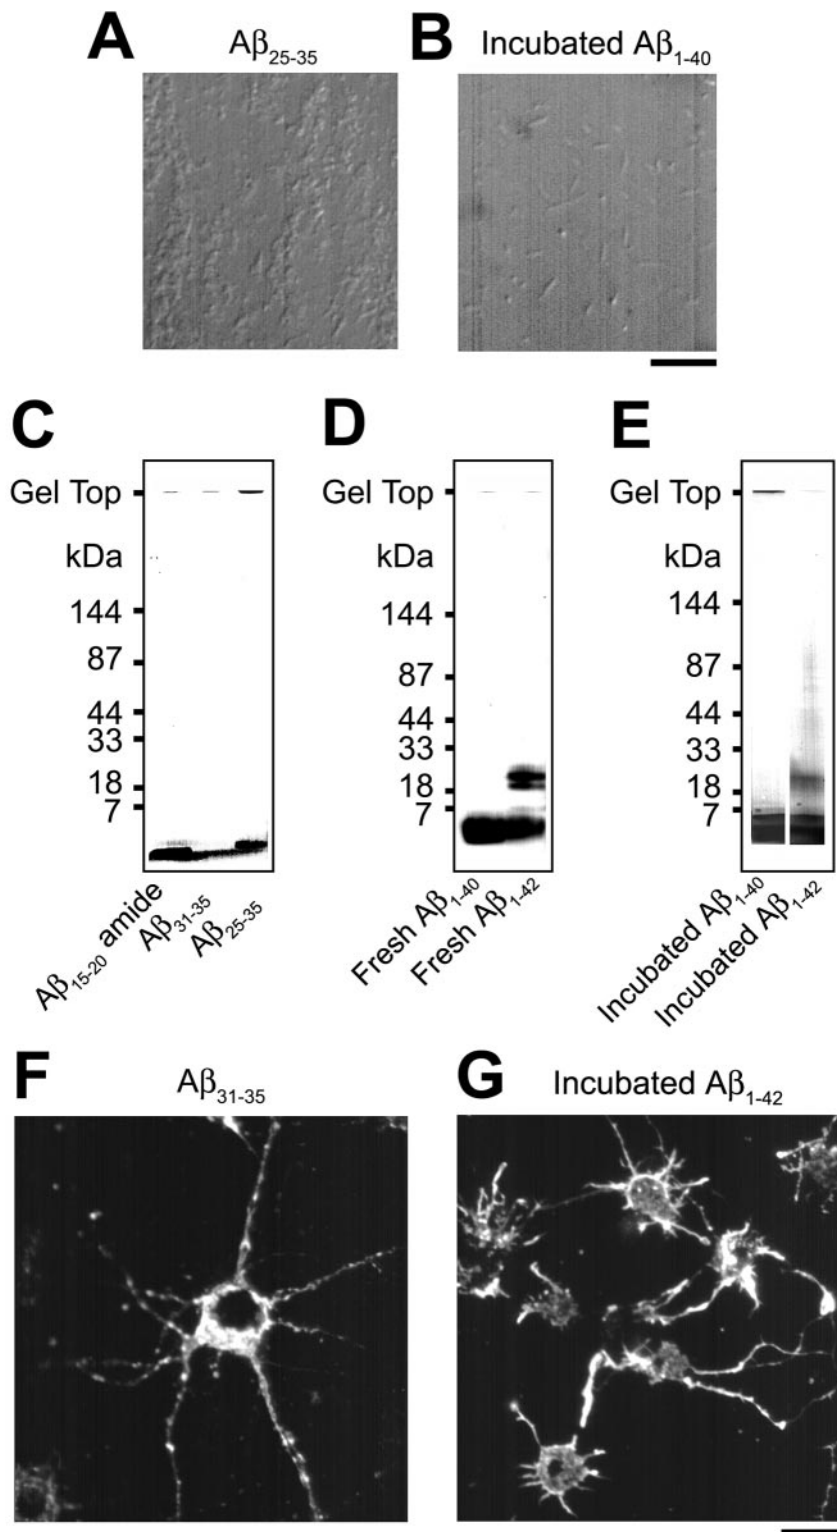 A Aβ25-35
B Incubated Aβ1-40
C
Gel Top
kDa
144
87
44
33
18
7
Aβ15-20 amide
Aβ31-35
Aβ25-35
D
Gel Top
kDa
144
87
44
33
18
7
Fresh Aβ1-40
Fresh Aβ1-42
E
Gel Top
kDa
144
87
44
33
18
7
Incubated Aβ1-40
Incubated Aβ1-42
F Aβ31-35
G Incubated Aβ1-42